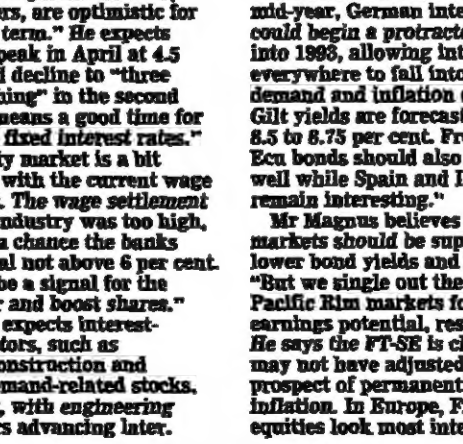 rs, are optimistic for
term." He expects
peak in April at 4.5
decline to "three
hing" in the second
means a good time for
fixed interest rates."
ty market is a bit
with the current wage
The wage settlement
ndustry was too high,
a chance the banks
al not above 6 per cent.
be a signal for the
r and boost shares."
expects interest-
tors, such as
construction and
mand-related stocks,
, with engineering
rs advancing later.
mid-year, German inte
could begin a protracte
into 1993, allowing int
everywhere to fall into
demand and inflation
Gilt yields are forecast
8.5 to 8.75 per cent. Fr
Ecu bonds should also
well while Spain and I
remain interesting."
Mr Magnus believes
markets should be sup
lower bond yields and
"But we single out the
Pacific Rim markets fo
earnings potential, res
He says the FT-SE is cl
may not have adjusted
prospect of permanent
inflation. In Europe, F
equities look most inte